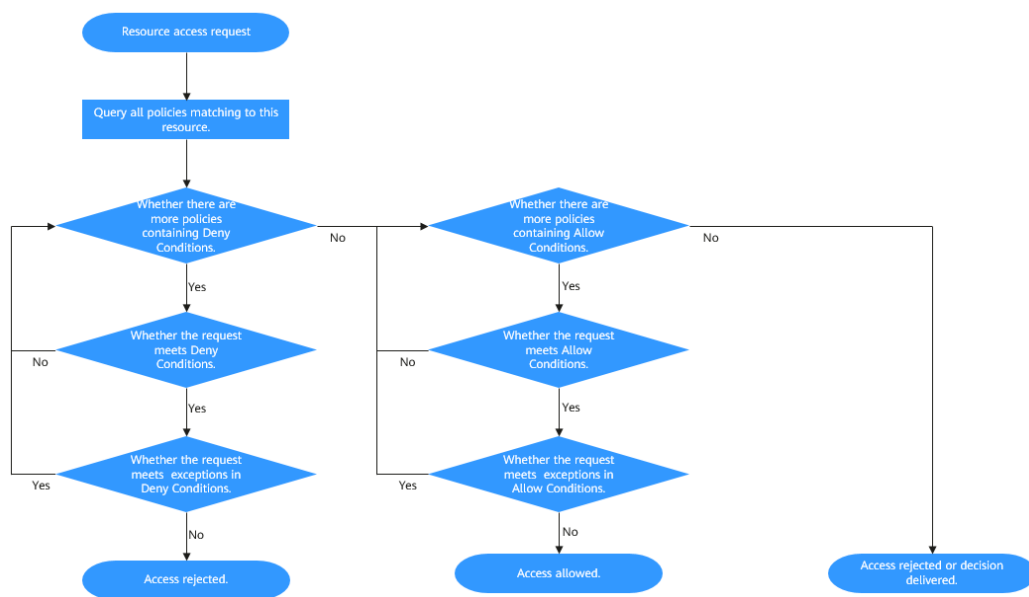 Resource access request
Query all policies matching to this
resource.
Whether there are
more policies
containing Deny
Conditions.
No
Whether there are
more policies
containing Allow
Conditions.
No
Yes
Yes
Whether the request
meets Deny
Conditions.
No
Whether the request
meets Allow
Conditions.
No
Yes
Yes
Whether the request
meets exceptions in
Deny Conditions.
Yes
Whether the request
meets exceptions in
Allow Conditions.
Yes
No
No
Access rejected.
Access allowed.
Access rejected or decision
delivered.